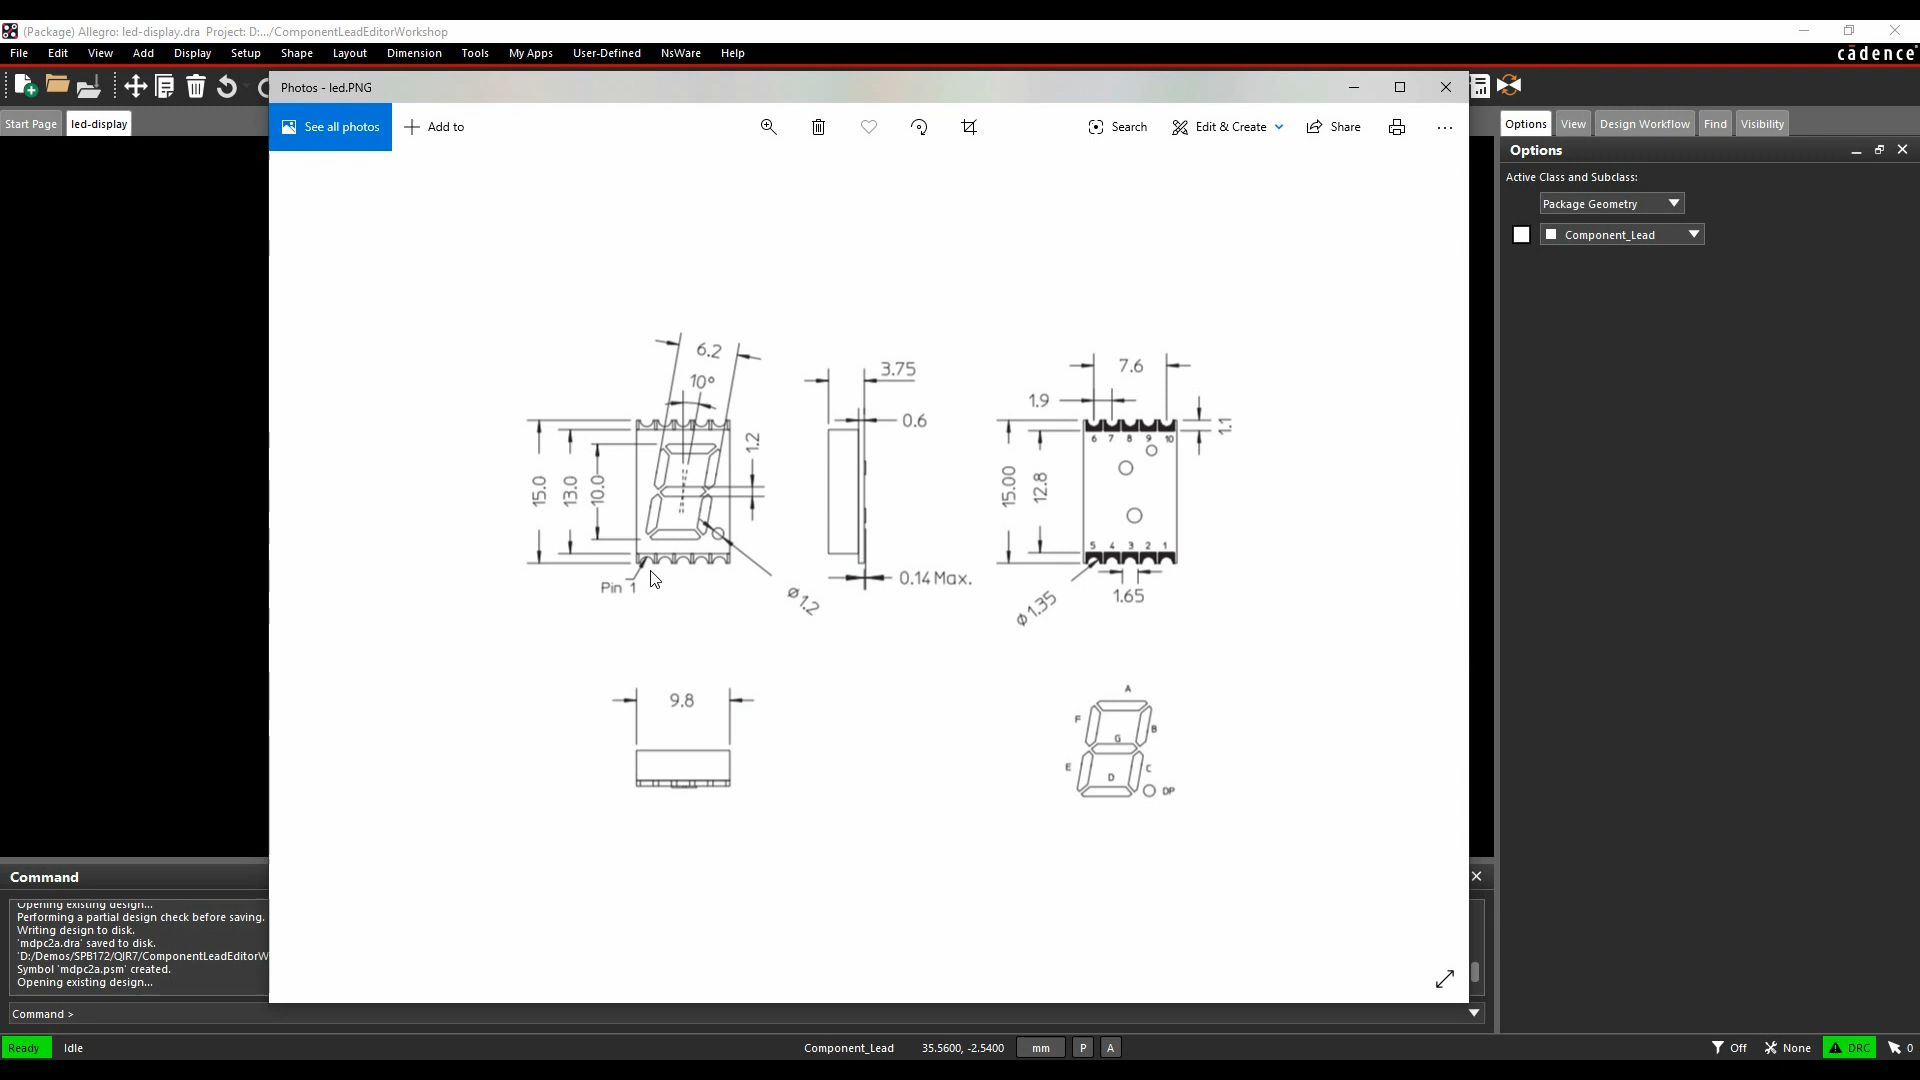 (Package) Allegro: led-display.dra Project: D:.../ComponentLeadEditorWorkshop
File Edit View Add Display Setup Shape Layout Dimension Tools My Apps User-Defined NsWare Help
cādence
Photos - led.PNG
Start Page led-display
See all photos Add to Search Edit & Create Share
Options View Design Workflow Find Visibility
Options
Active Class and Subclass:
Package Geometry
Component_Lead
6.2
10°
15.0
13.0
10.0
1.2
Pin 1
ø1.2
3.75
0.6
0.14 Max.
7.6
1.9
1.1
15.00
12.8
6 7 8 9 10
5 4 3 2 1
ø1.35
1.65
9.8
A
F
B
G
E
D
C
DP
Command
Opening existing design...
Performing a partial design check before saving.
Writing design to disk.
'mdpc2a.dra' saved to disk.
'D:/Demos/SPB172/QIR7/ComponentLeadEditorW
Symbol 'mdpc2a.psm' created.
Opening existing design...
Command >
Ready Idle Component_Lead 35.5600, -2.5400 mm P A Off None DRC 0